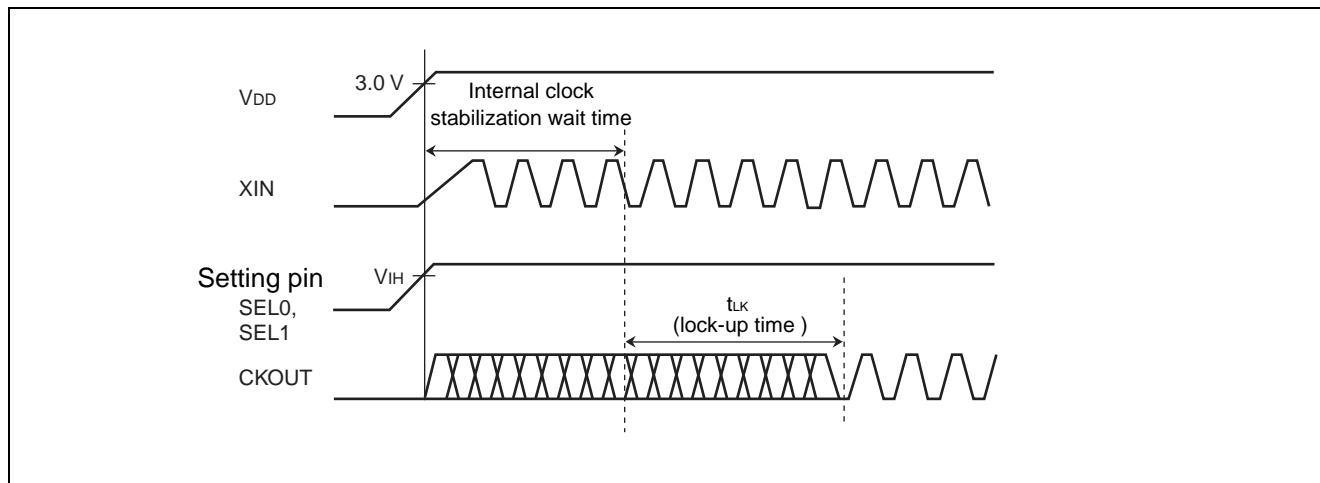 VDD
3.0 V
Internal clock
stabilization wait time
XIN
Setting pin
VIH
SEL0,
SEL1
tLK
(lock-up time )
CKOUT